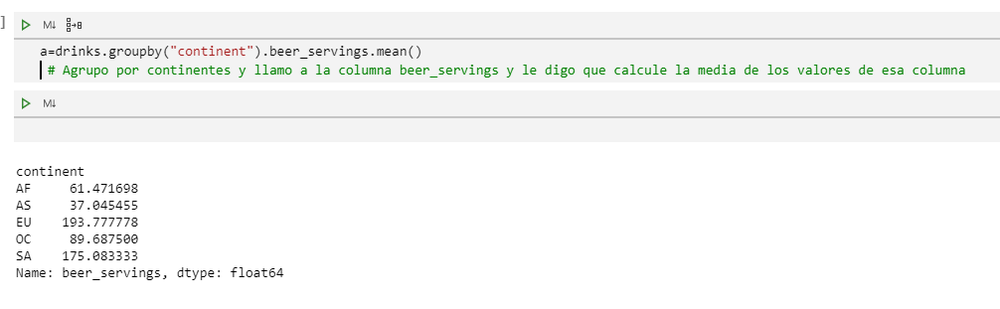 ]
M↓
a=drinks.groupby("continent").beer_servings.mean()
# Agrupo por continentes y llamo a la columna beer_servings y le digo que calcule la media de los valores de esa columna
M↓
continent
AF     61.471698
AS     37.045455
EU    193.777778
OC     89.687500
SA    175.083333
Name: beer_servings, dtype: float64